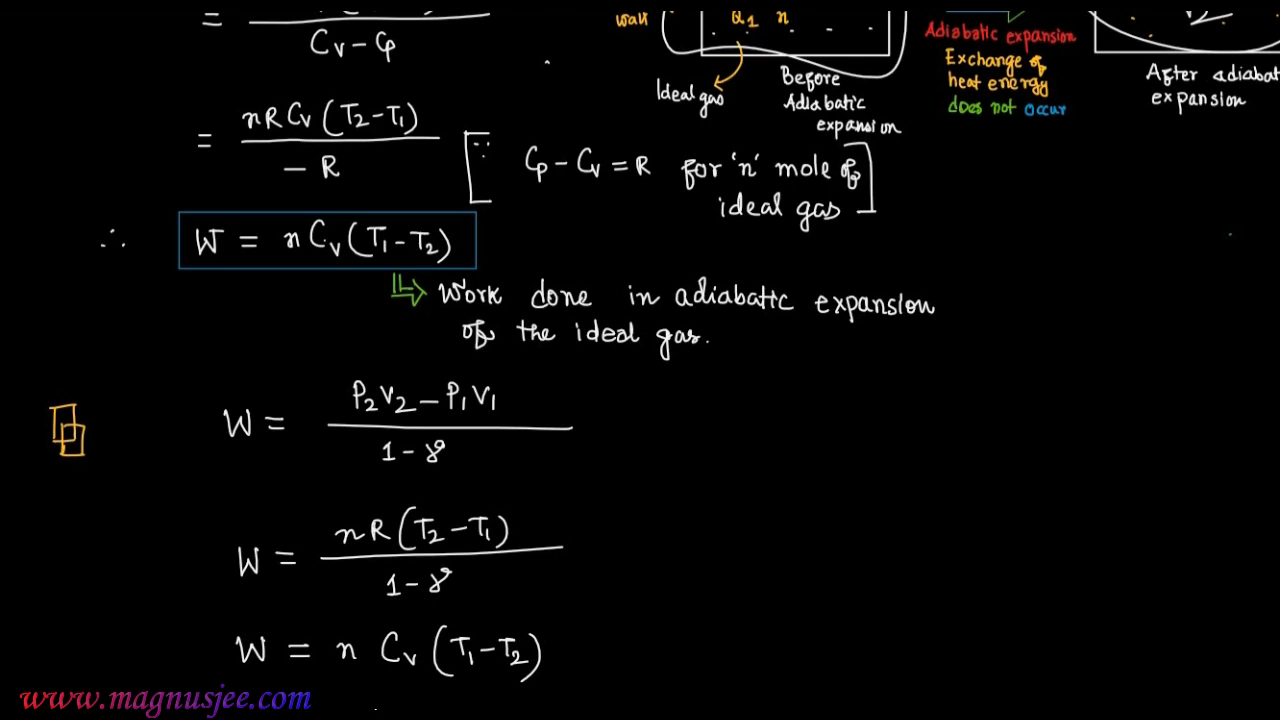 =
Cv - Cp
wall
Q1 n
Ideal gas
Before
Adiabatic
expansion
Adiabatic expansion
Exchange of
heat energy
does not occur
After adiabat
expansion
= nRCv (T2 - T1)
- R
[∵ Cp - Cv = R for 'n' mole of
ideal gas]
∴ W = nCv (T1 - T2)
Work done in adiabatic expansion
of the ideal gas.
W = P2V2 - P1V1
1 - γ
W = nR (T2 - T1)
1 - γ
W = n Cv (T1 - T2)
www.magnusjee.com